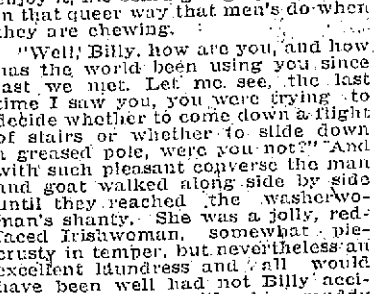 n that queer way that men's do when
they are chewing.
"Well, Billy, how are you, and how
has the world been using you since
last we met. Let me see, the last
time I saw you, you were trying to
decide whether to come down a flight
of stairs or whether to slide down
a greased pole, were you not?" And
with such pleasant converse the man
and goat walked along side by side
until they reached the washerwo-
man's shanty. She was a jolly, red-
faced Irishwoman, somewhat pie-
crusty in temper, but nevertheless an
excellent laundress and all would
have been well had not Billy acci-